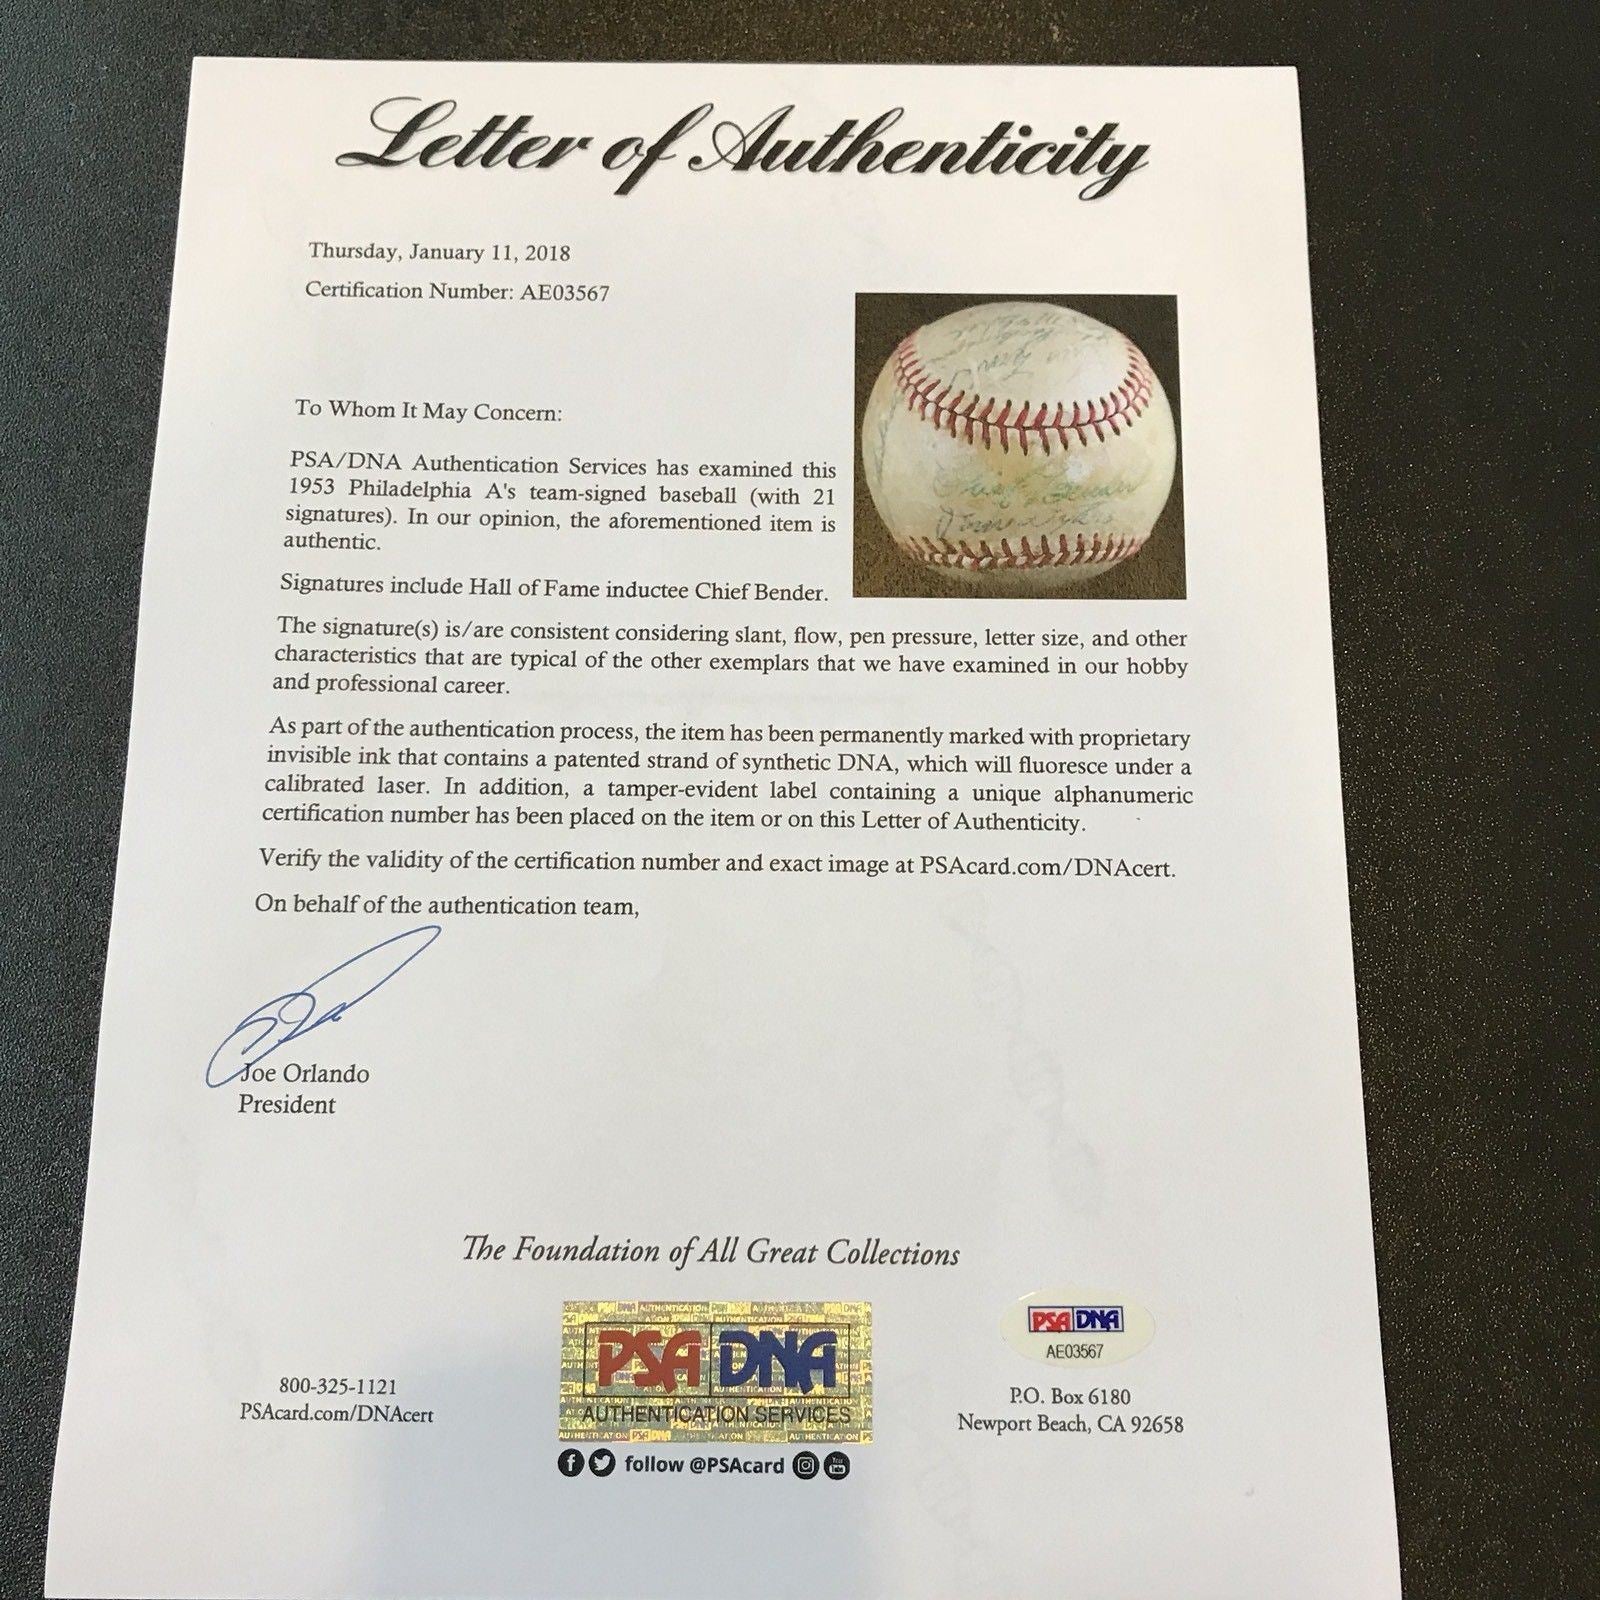 Letter of Authenticity
Thursday, January 11, 2018
Certification Number: AE03567
To Whom It May Concern:
PSA/DNA Authentication Services has examined this
1953 Philadelphia A's team-signed baseball (with 21
signatures). In our opinion, the aforementioned item is
authentic.
Signatures include Hall of Fame inductee Chief Bender.
Chief Bender
The signature(s) is/are consistent considering slant, flow, pen pressure, letter size, and other
characteristics that are typical of the other exemplars that we have examined in our hobby
and professional career.
As part of the authentication process, the item has been permanently marked with proprietary
invisible ink that contains a patented strand of synthetic DNA, which will fluoresce under a
calibrated laser. In addition, a tamper-evident label containing a unique alphanumeric
certification number has been placed on the item or on this Letter of Authenticity.
Verify the validity of the certification number and exact image at PSAcard.com/DNAcert.
On behalf of the authentication team,
Joe Orlando
President
The Foundation of All Great Collections
800-325-1121
PSAcard.com/DNAcert
PSA DNA
AUTHENTICATION SERVICES
follow @PSAcard
PSA DNA
AE03567
P.O. Box 6180
Newport Beach, CA 92658